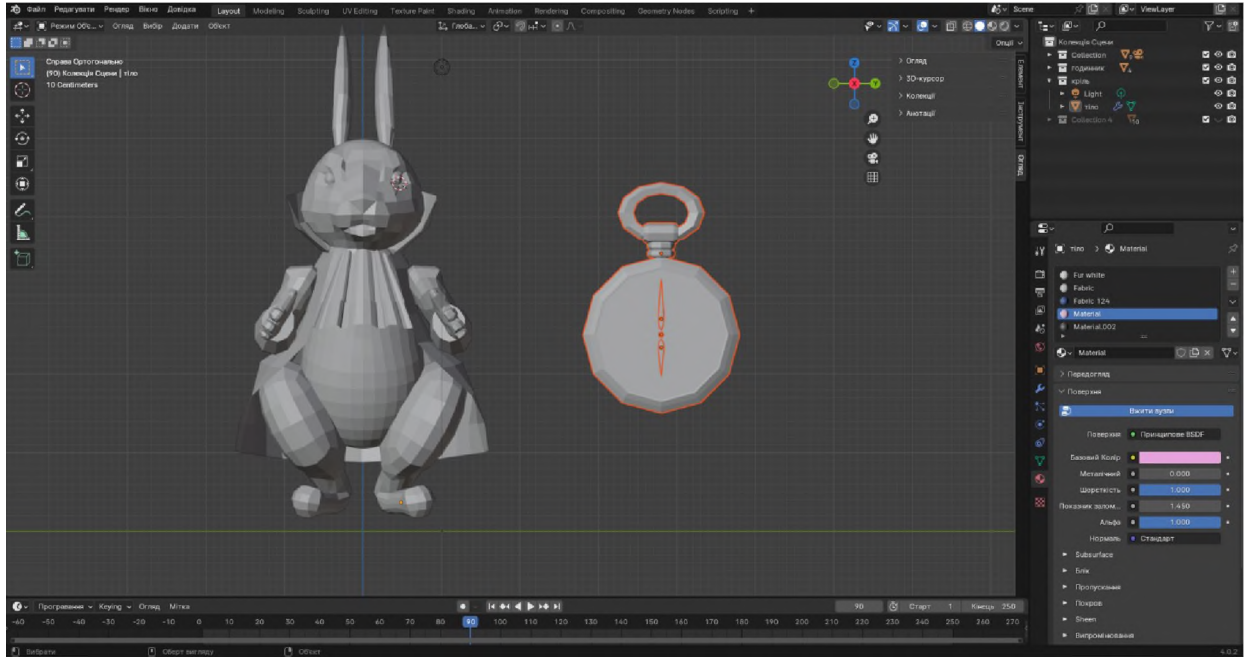 Файл Редагувати Рендер Вікно Довідка Layout Modeling Sculpting UV Editing Texture Paint Shading Animation Rendering Compositing Geometry Nodes Scripting + Scene ViewLayer
Режим Об'є... Огляд Вибір Додати Об'єкт Глоба...
Опції
Справа Ортогонально
(90) Колекція Сцени | тіло
10 Centimeters
> Огляд
> 3D-курсор
> Колекції
> Анотації
Елемент
Інструмент
Огляд
Колекція Сцени
Collection
годинник
кріль
Light
тіло
Collection 4
тіло > Material
Fur white
Fabric
Fabric 124
Material
Material.002
Material
> Передогляд
Поверхня
Вжити вузли
Поверхня Принципове BSDF
Базовий Колір
Металічний 0.000
Шорсткість 1.000
Показник залом... 1.450
Альфа 1.000
Нормаль Стандарт
Subsurface
Блік
Пропускання
Покров
Sheen
Випромінювання
Програвання Keying Огляд Мітка 90 Старт 1 Кінець 250
-60 -50 -40 -30 -20 -10 0 10 20 30 40 50 60 70 80 90 100 110 120 130 140 150 160 170 180 190 200 210 220 230 240 250 260 270
Вибрати Оберт вигляду Об'єкт 4.0.2